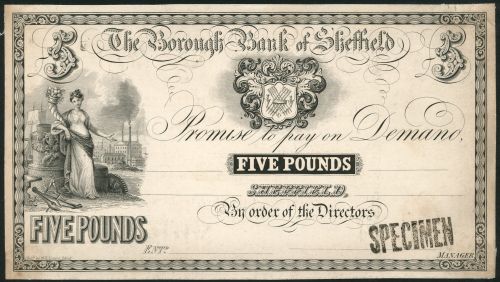 £5 The Borough Bank of Sheffield £5
Promise to pay on Demand.
FIVE POUNDS
SHEFFIELD
By order of the Directors
FIVE POUNDS
ENTD.
SPECIMEN
MANAGER.